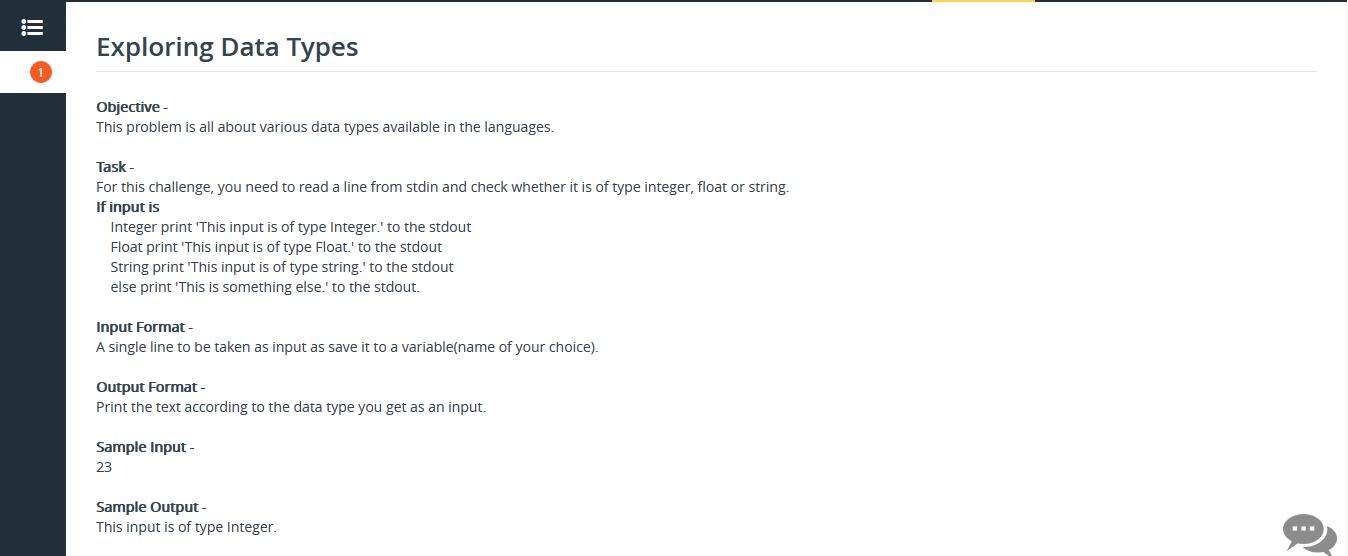 Exploring Data Types
1
Objective -
This problem is all about various data types available in the languages.
Task -
For this challenge, you need to read a line from stdin and check whether it is of type integer, float or string.
If input is
Integer print 'This input is of type Integer.' to the stdout
Float print 'This input is of type Float.' to the stdout
String print 'This input is of type string.' to the stdout
else print 'This is something else.' to the stdout.
Input Format -
A single line to be taken as input as save it to a variable(name of your choice).
Output Format -
Print the text according to the data type you get as an input.
Sample Input -
23
Sample Output -
This input is of type Integer.